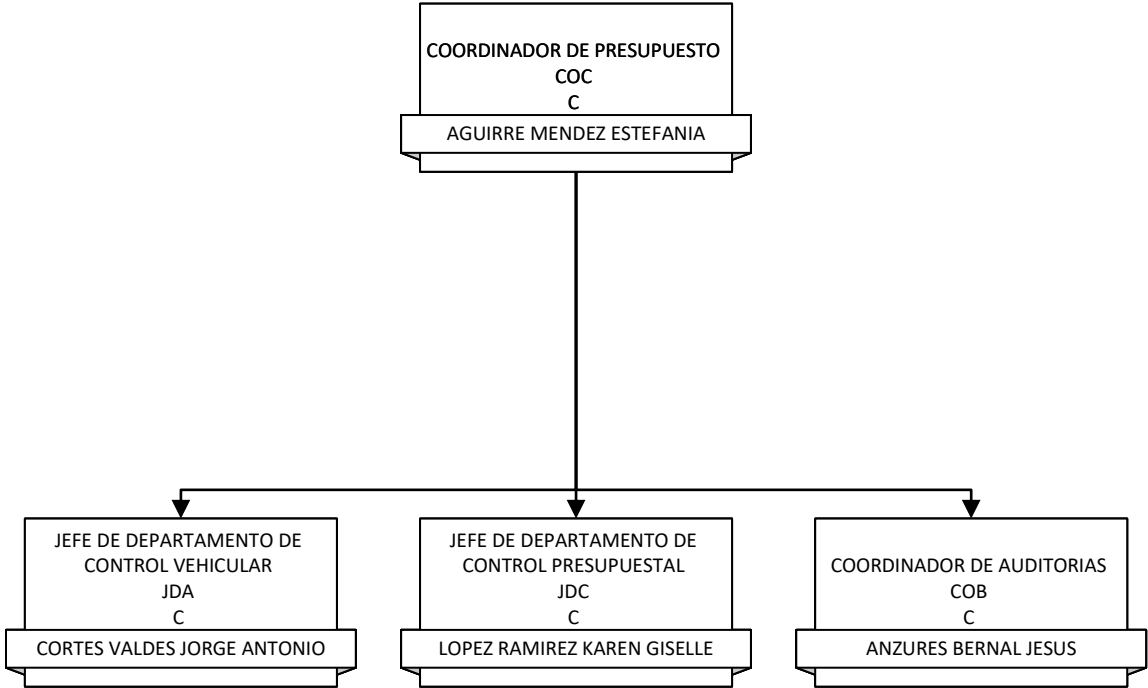 COORDINADOR DE PRESUPUESTO
COC
C
AGUIRRE MENDEZ ESTEFANIA
JEFE DE DEPARTAMENTO DE
CONTROL VEHICULAR
JDA
C
CORTES VALDES JORGE ANTONIO
JEFE DE DEPARTAMENTO DE
CONTROL PRESUPUESTAL
JDC
C
LOPEZ RAMIREZ KAREN GISELLE
COORDINADOR DE AUDITORIAS
COB
C
ANZURES BERNAL JESUS